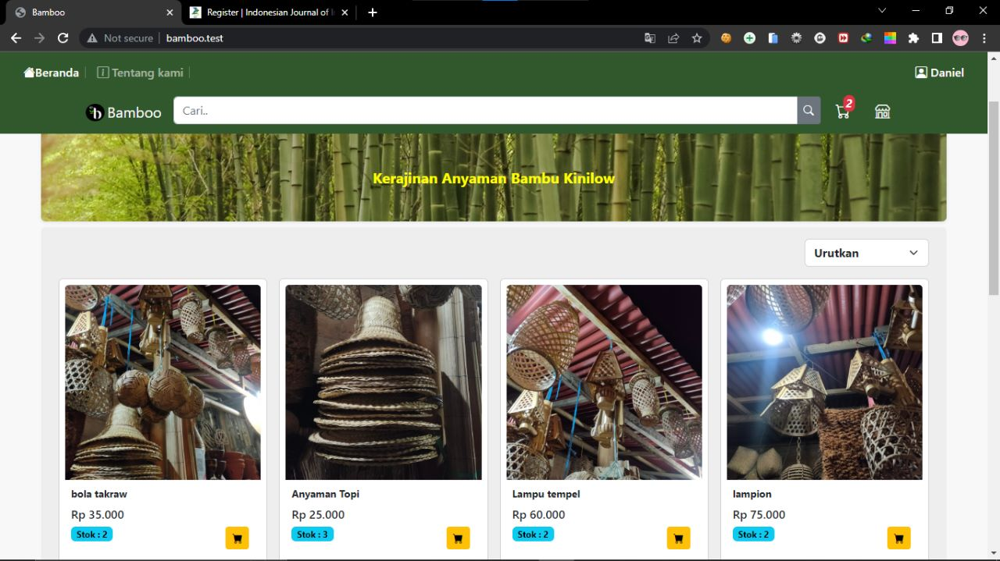 Bamboo
Register | Indonesian Journal of I
Not secure
bamboo.test
Beranda
Tentang kami
Daniel
Bamboo
Cari..
2
Kerajinan Anyaman Bambu Kinilow
Urutkan
bola takraw
Rp 35.000
Stok : 2
Anyaman Topi
Rp 25.000
Stok : 3
Lampu tempel
Rp 60.000
Stok : 2
lampion
Rp 75.000
Stok : 2